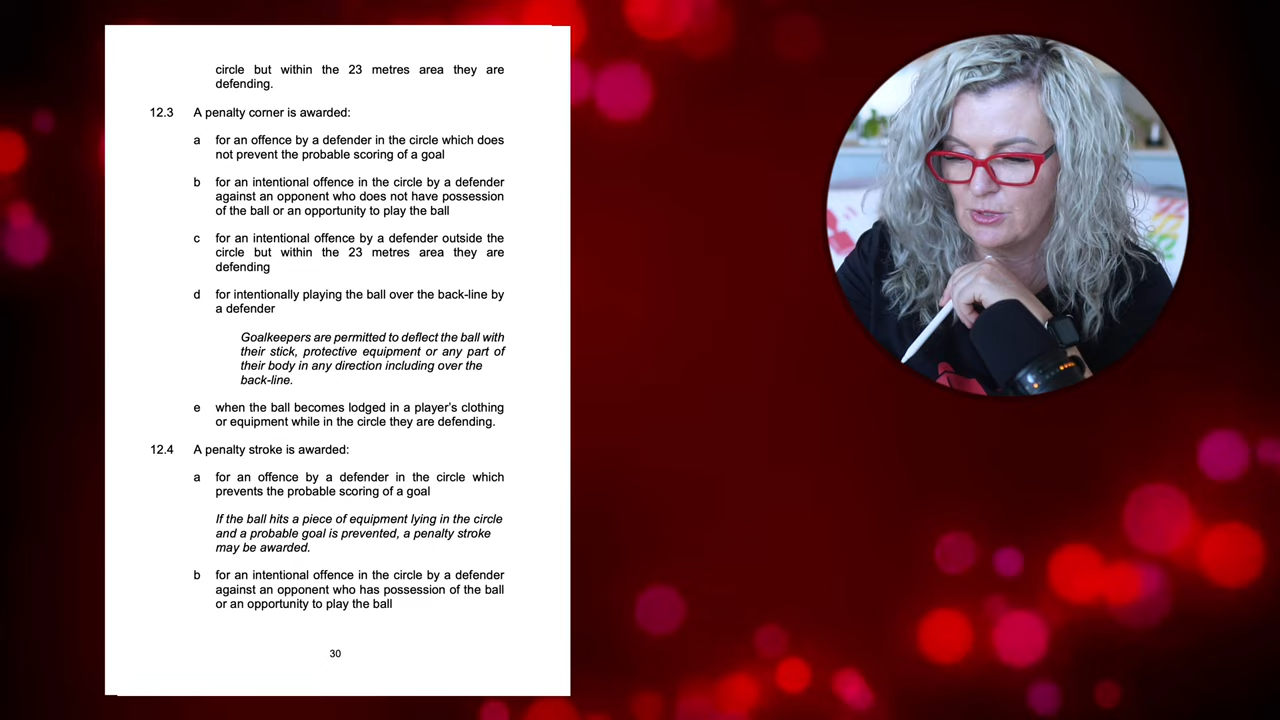 circle but within the 23 metres area they are
defending.
12.3 A penalty corner is awarded:
a for an offence by a defender in the circle which does
not prevent the probable scoring of a goal
b for an intentional offence in the circle by a defender
against an opponent who does not have possession
of the ball or an opportunity to play the ball
c for an intentional offence by a defender outside the
circle but within the 23 metres area they are
defending
d for intentionally playing the ball over the back-line by
a defender
Goalkeepers are permitted to deflect the ball with
their stick, protective equipment or any part of
their body in any direction including over the
back-line.
e when the ball becomes lodged in a player’s clothing
or equipment while in the circle they are defending.
12.4 A penalty stroke is awarded:
a for an offence by a defender in the circle which
prevents the probable scoring of a goal
If the ball hits a piece of equipment lying in the circle
and a probable goal is prevented, a penalty stroke
may be awarded.
b for an intentional offence in the circle by a defender
against an opponent who has possession of the ball
or an opportunity to play the ball
30